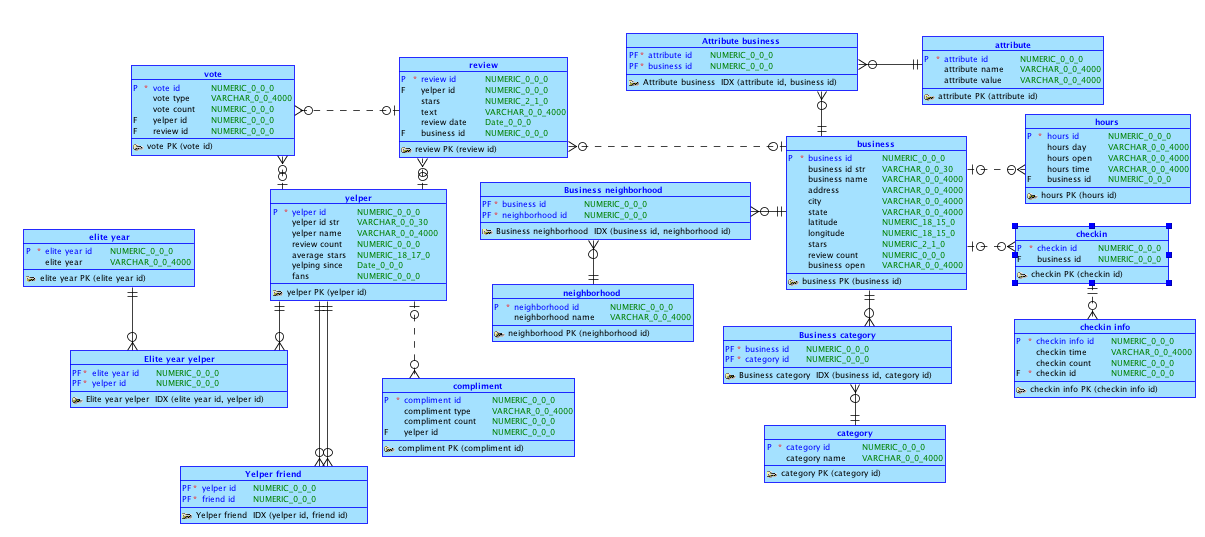 vote
P * vote id NUMERIC_0_0_0
vote type VARCHAR_0_0_4000
vote count NUMERIC_0_0_0
F yelper id NUMERIC_0_0_0
F review id NUMERIC_0_0_0
vote PK (vote id)
review
P * review id NUMERIC_0_0_0
F yelper id NUMERIC_0_0_0
stars NUMERIC_2_1_0
text VARCHAR_0_0_4000
review date Date_0_0_0
F business id NUMERIC_0_0_0
review PK (review id)
Attribute business
PF * attribute id NUMERIC_0_0_0
PF * business id NUMERIC_0_0_0
Attribute business IDX (attribute id, business id)
attribute
P * attribute id NUMERIC_0_0_0
attribute name VARCHAR_0_0_4000
attribute value VARCHAR_0_0_4000
attribute PK (attribute id)
hours
P * hours id NUMERIC_0_0_0
hours day VARCHAR_0_0_4000
hours open VARCHAR_0_0_4000
hours time VARCHAR_0_0_4000
F business id NUMERIC_0_0_0
hours PK (hours id)
business
P * business id NUMERIC_0_0_0
business id str VARCHAR_0_0_30
business name VARCHAR_0_0_4000
address VARCHAR_0_0_4000
city VARCHAR_0_0_4000
state VARCHAR_0_0_4000
latitude NUMERIC_18_15_0
longitude NUMERIC_18_15_0
stars NUMERIC_2_1_0
review count NUMERIC_0_0_0
business open VARCHAR_0_0_4000
business PK (business id)
yelper
P * yelper id NUMERIC_0_0_0
yelper id str VARCHAR_0_0_30
yelper name VARCHAR_0_0_4000
review count NUMERIC_0_0_0
average stars NUMERIC_18_17_0
yelping since Date_0_0_0
fans NUMERIC_0_0_0
yelper PK (yelper id)
Business neighborhood
PF * business id NUMERIC_0_0_0
PF * neighborhood id NUMERIC_0_0_0
Business neighborhood IDX (business id, neighborhood id)
elite year
P * elite year id NUMERIC_0_0_0
elite year VARCHAR_0_0_4000
elite year PK (elite year id)
checkin
P * checkin id NUMERIC_0_0_0
F business id NUMERIC_0_0_0
checkin PK (checkin id)
neighborhood
P * neighborhood id NUMERIC_0_0_0
neighborhood name VARCHAR_0_0_4000
neighborhood PK (neighborhood id)
checkin info
P * checkin info id NUMERIC_0_0_0
checkin time VARCHAR_0_0_4000
checkin count NUMERIC_0_0_0
F * checkin id NUMERIC_0_0_0
checkin info PK (checkin info id)
Business category
PF * business id NUMERIC_0_0_0
PF * category id NUMERIC_0_0_0
Business category IDX (business id, category id)
Elite year yelper
PF * elite year id NUMERIC_0_0_0
PF * yelper id NUMERIC_0_0_0
Elite year yelper IDX (elite year id, yelper id)
compliment
P * compliment id NUMERIC_0_0_0
compliment type VARCHAR_0_0_4000
compliment count NUMERIC_0_0_0
F yelper id NUMERIC_0_0_0
compliment PK (compliment id)
category
P * category id NUMERIC_0_0_0
category name VARCHAR_0_0_4000
category PK (category id)
Yelper friend
PF * yelper id NUMERIC_0_0_0
PF * friend id NUMERIC_0_0_0
Yelper friend IDX (yelper id, friend id)